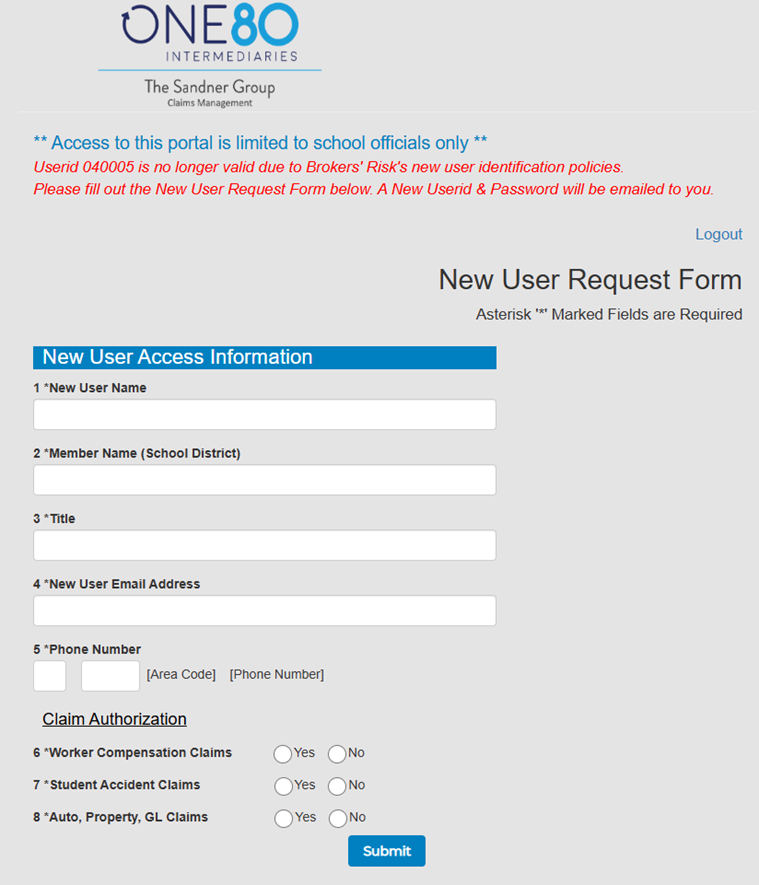 ONE80
INTERMEDIARIES
The Sandner Group
Claims Management
** Access to this portal is limited to school officials only **
Userid 040005 is no longer valid due to Brokers' Risk's new user identification policies.
Please fill out the New User Request Form below. A New Userid & Password will be emailed to you.
Logout
New User Request Form
Asterisk '*' Marked Fields are Required
New User Access Information
1 *New User Name
2 *Member Name (School District)
3 *Title
4 *New User Email Address
5 *Phone Number
[Area Code] [Phone Number]
Claim Authorization
6 *Worker Compensation Claims Yes No
7 *Student Accident Claims Yes No
8 *Auto, Property, GL Claims Yes No
Submit